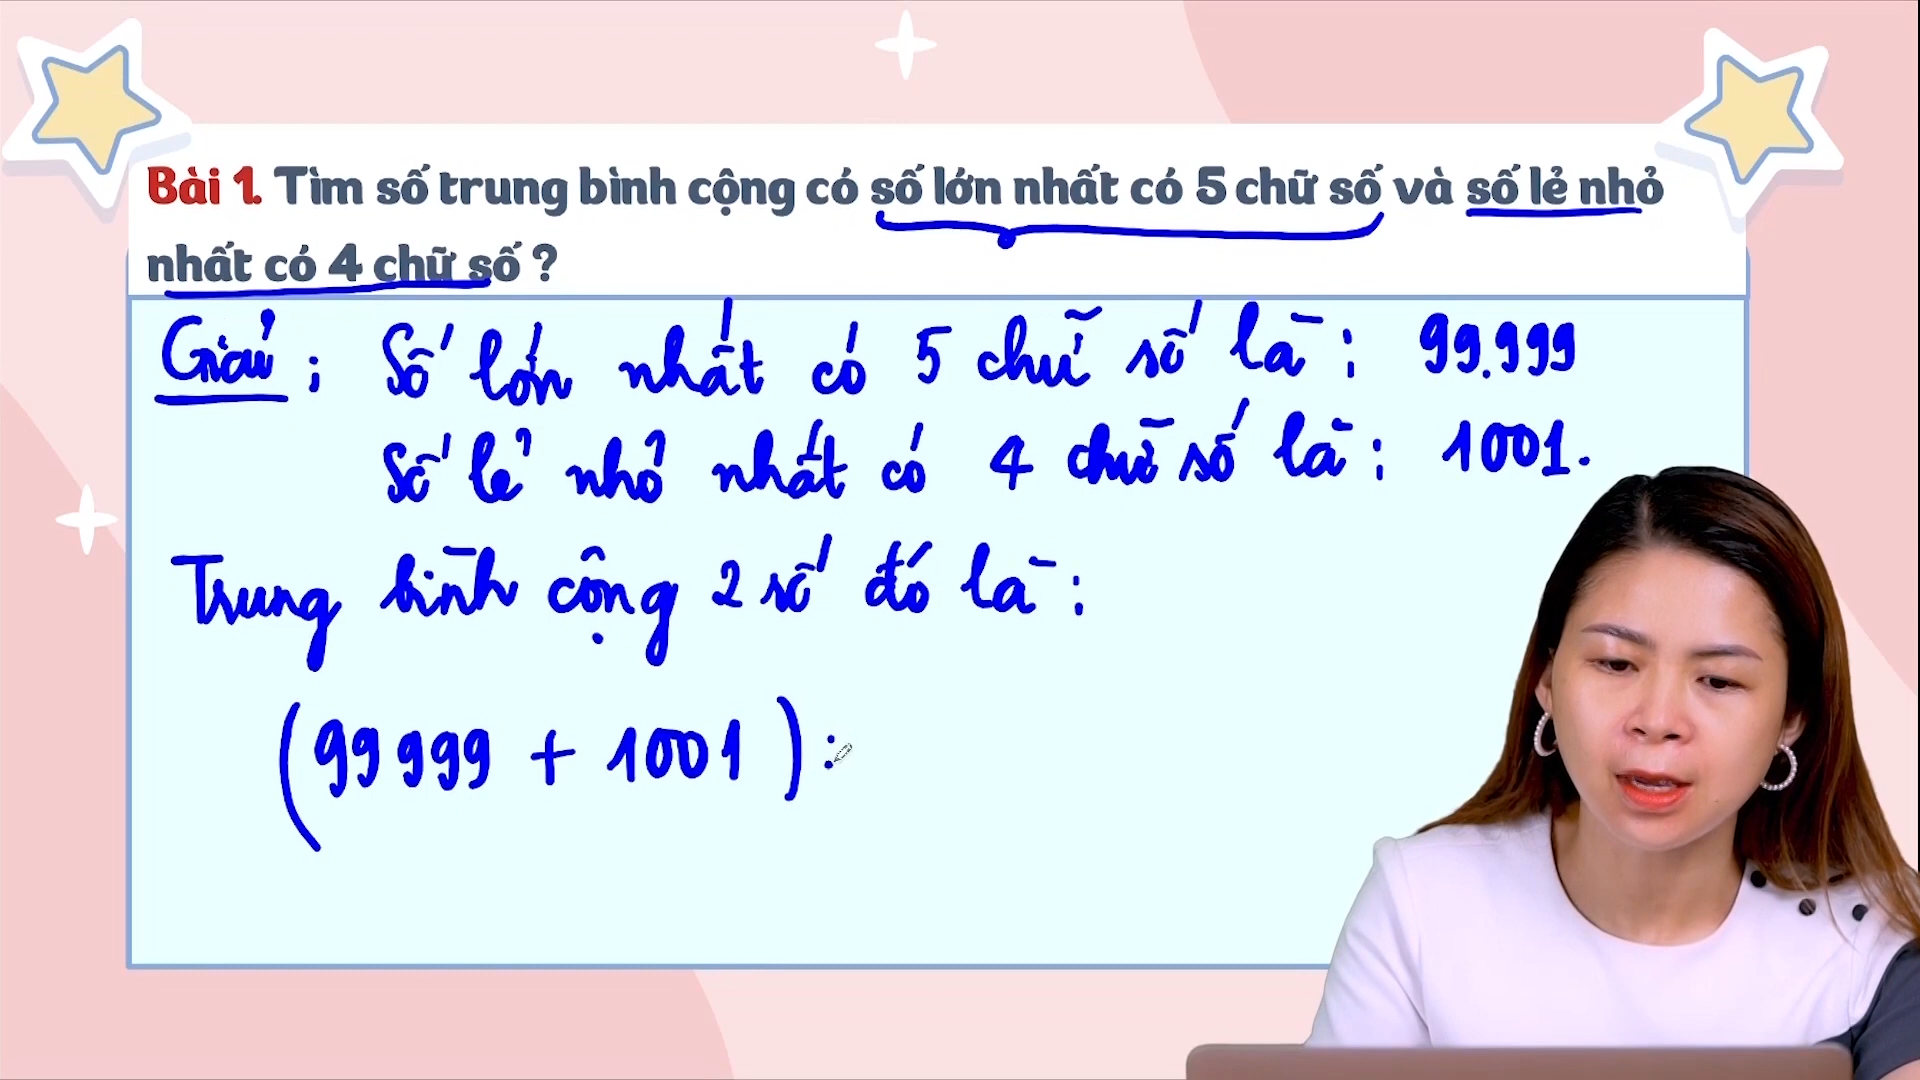 Bài 1. Tìm số trung bình cộng có số lớn nhất có 5 chữ số và số lẻ nhỏ
nhất có 4 chữ số ?
Giải : Số lớn nhất có 5 chữ số là : 99.999
Số lẻ nhỏ nhất có 4 chữ số là : 1001.
Trung bình cộng 2 số đó là :
(99999 + 1001) :